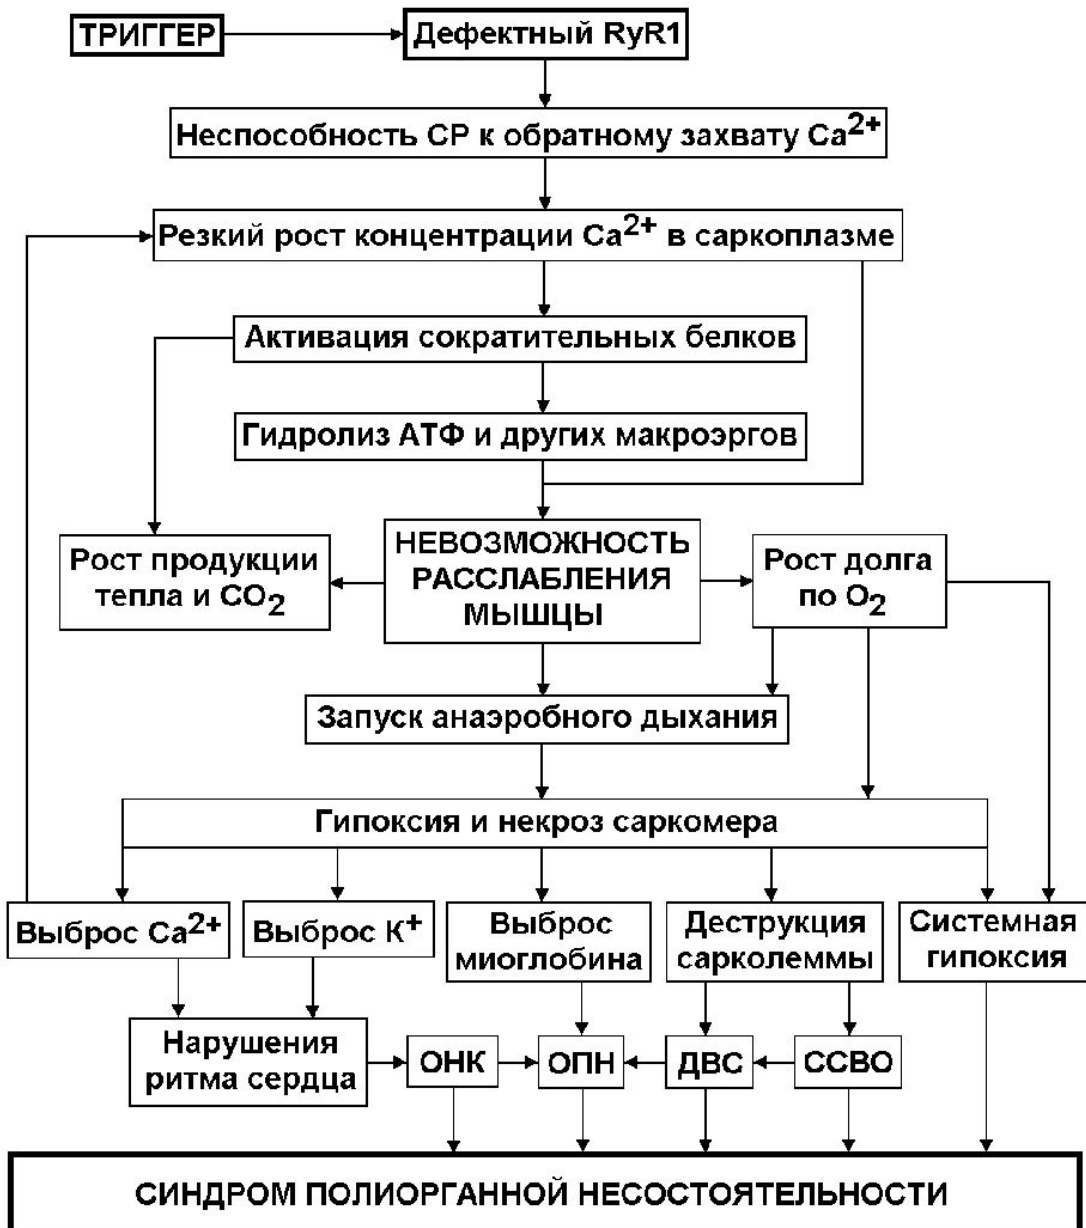 ТРИГГЕР
Дефектный RyR1
Неспособность СР к обратному захвату Ca2+
Резкий рост концентрации Ca2+ в саркоплазме
Активация сократительных белков
Гидролиз АТФ и других макроэргов
Рост продукции
тепла и CO2
НЕВОЗМОЖНОСТЬ
РАССЛАБЛЕНИЯ
МЫШЦЫ
Рост долга
по O2
Запуск анаэробного дыхания
Гипоксия и некроз саркомера
Выброс Ca2+
Выброс К+
Выброс
миоглобина
Деструкция
сарколеммы
Системная
гипоксия
Нарушения
ритма сердца
ОНК
ОПН
ДВС
ССВО
СИНДРОМ ПОЛИОРГАННОЙ НЕСОСТОЯТЕЛЬНОСТИ